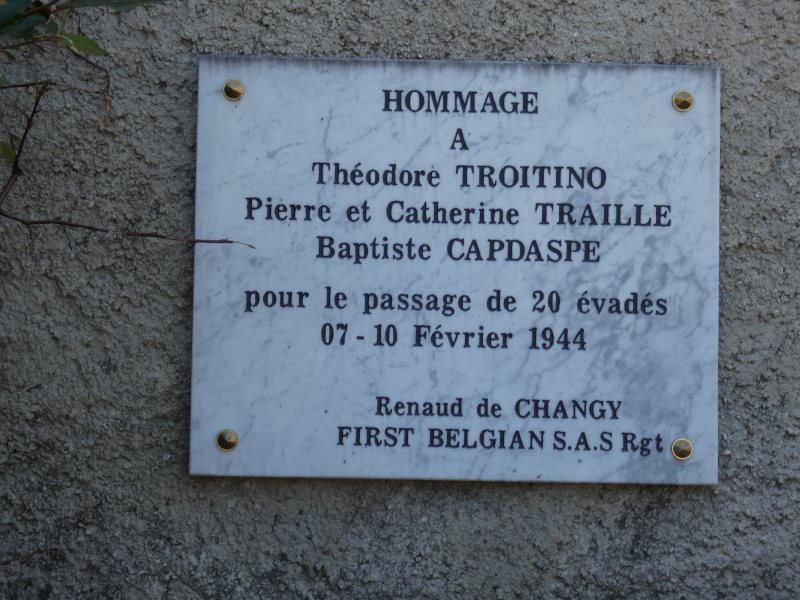 HOMMAGE
A
Théodore TROITINO
Pierre et Catherine TRAILLE
Baptiste CAPDASPE
pour le passage de 20 évadés
07 - 10 Février 1944
Renaud de CHANGY
FIRST BELGIAN S.A.S Rgt